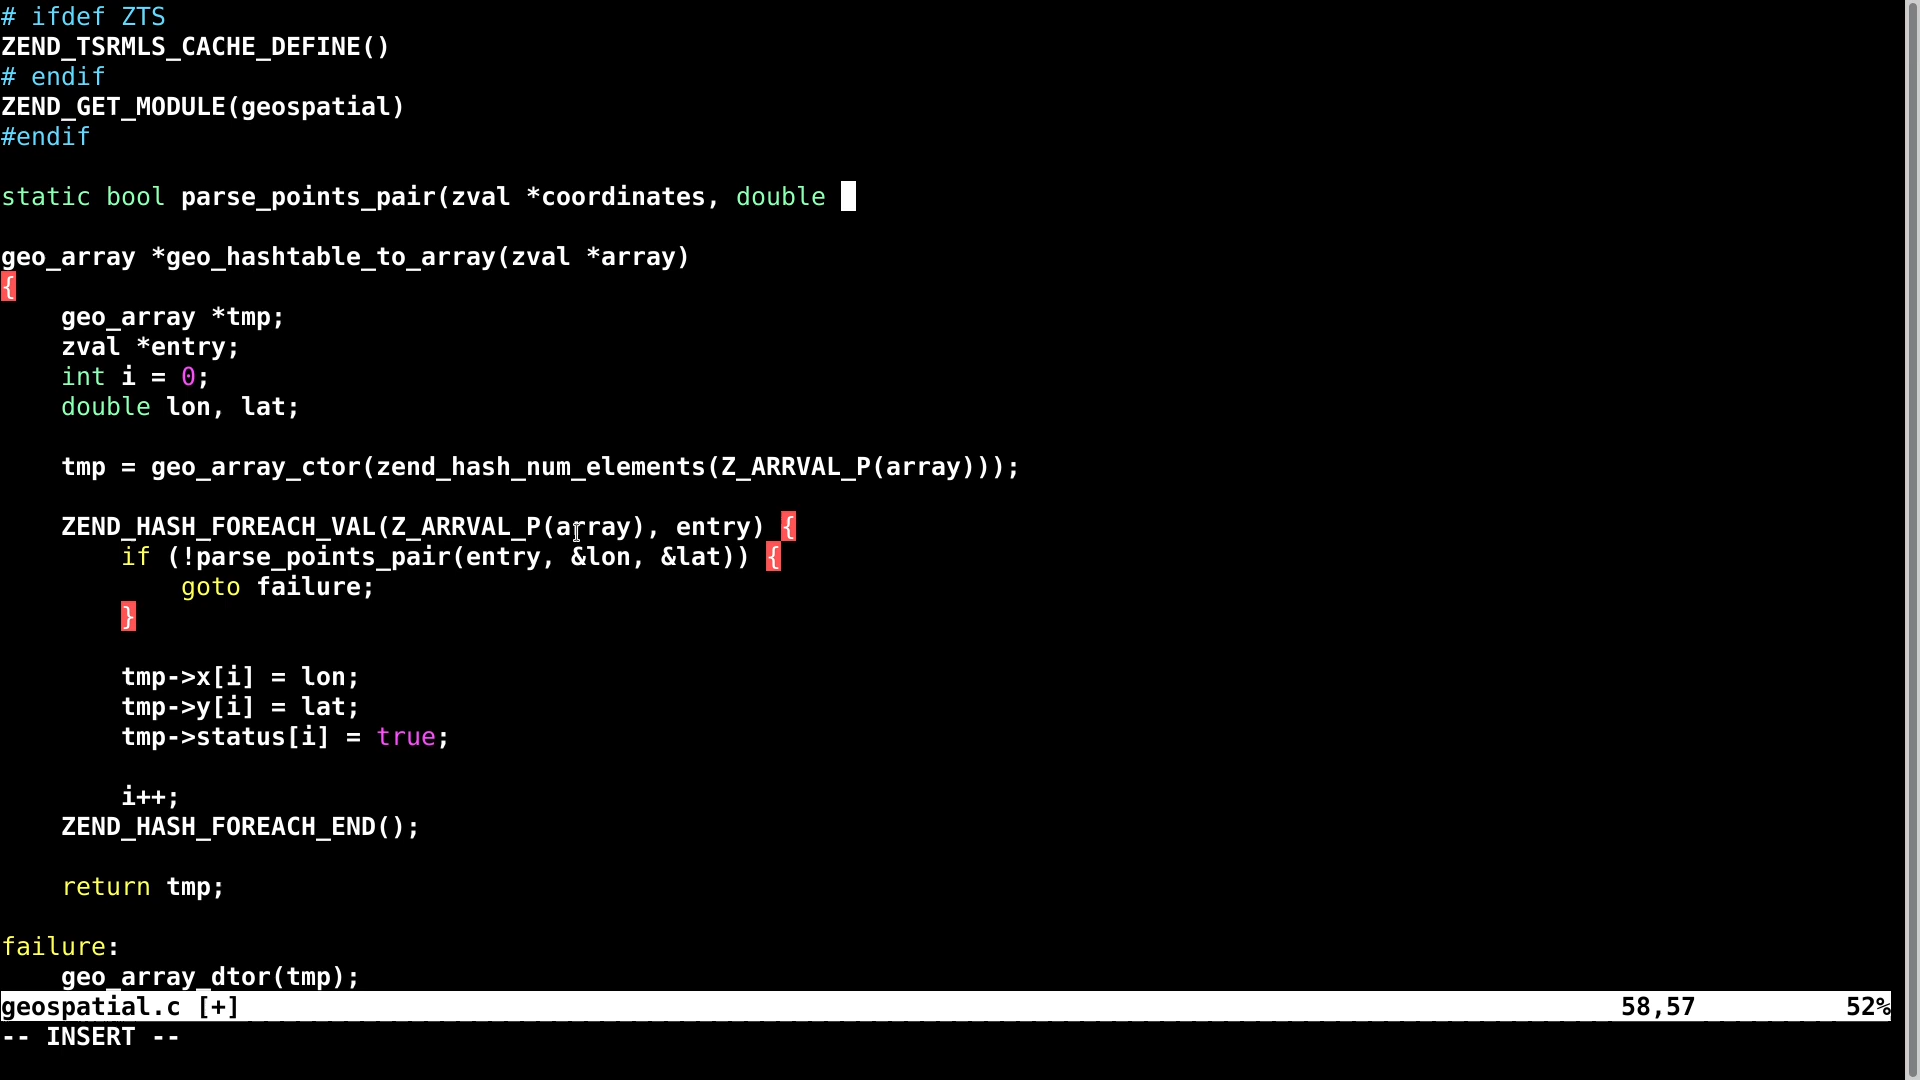 # ifdef ZTS
ZEND_TSRMLS_CACHE_DEFINE()
# endif
ZEND_GET_MODULE(geospatial)
#endif

static bool parse_points_pair(zval *coordinates, double

geo_array *geo_hashtable_to_array(zval *array)
{
    geo_array *tmp;
    zval *entry;
    int i = 0;
    double lon, lat;

    tmp = geo_array_ctor(zend_hash_num_elements(Z_ARRVAL_P(array)));

    ZEND_HASH_FOREACH_VAL(Z_ARRVAL_P(array), entry) {
        if (!parse_points_pair(entry, &lon, &lat)) {
            goto failure;
        }

        tmp->x[i] = lon;
        tmp->y[i] = lat;
        tmp->status[i] = true;

        i++;
    ZEND_HASH_FOREACH_END();

    return tmp;

failure:
    geo_array_dtor(tmp);
geospatial.c [+] 58,57 52%
-- INSERT --